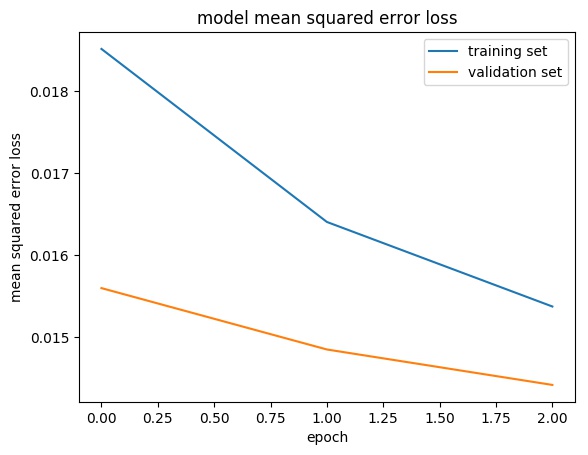 model mean squared error loss
training set
validation set
mean squared error loss
0.018
0.017
0.016
0.015
0.00 0.25 0.50 0.75 1.00 1.25 1.50 1.75 2.00
epoch